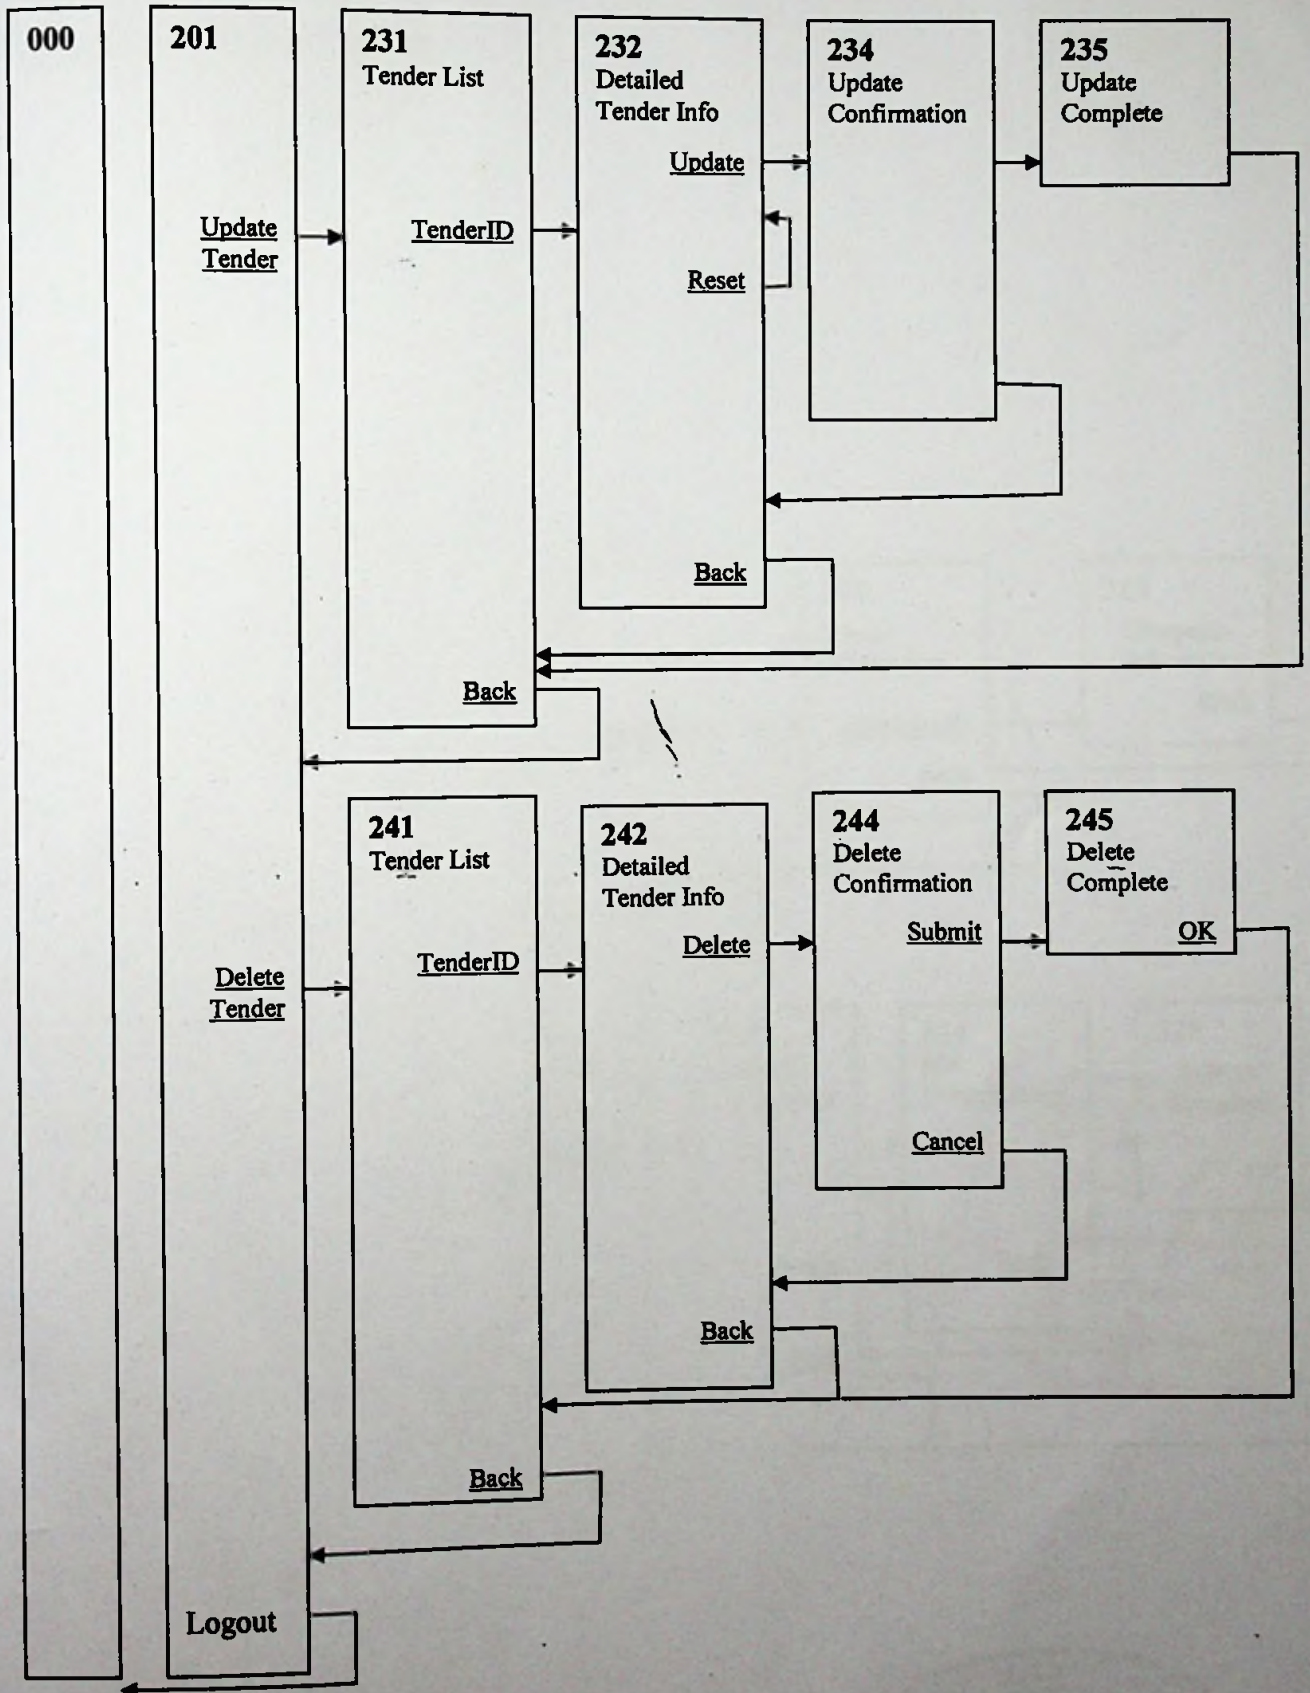 000
201
Update
Tender
Delete
Tender
Logout
231
Tender List
TenderID
Back
232
Detailed
Tender Info
Update
Reset
Back
234
Update
Confirmation
235
Update
Complete
241
Tender List
TenderID
Back
242
Detailed
Tender Info
Delete
Back
244
Delete
Confirmation
Submit
Cancel
245
Delete
Complete
OK